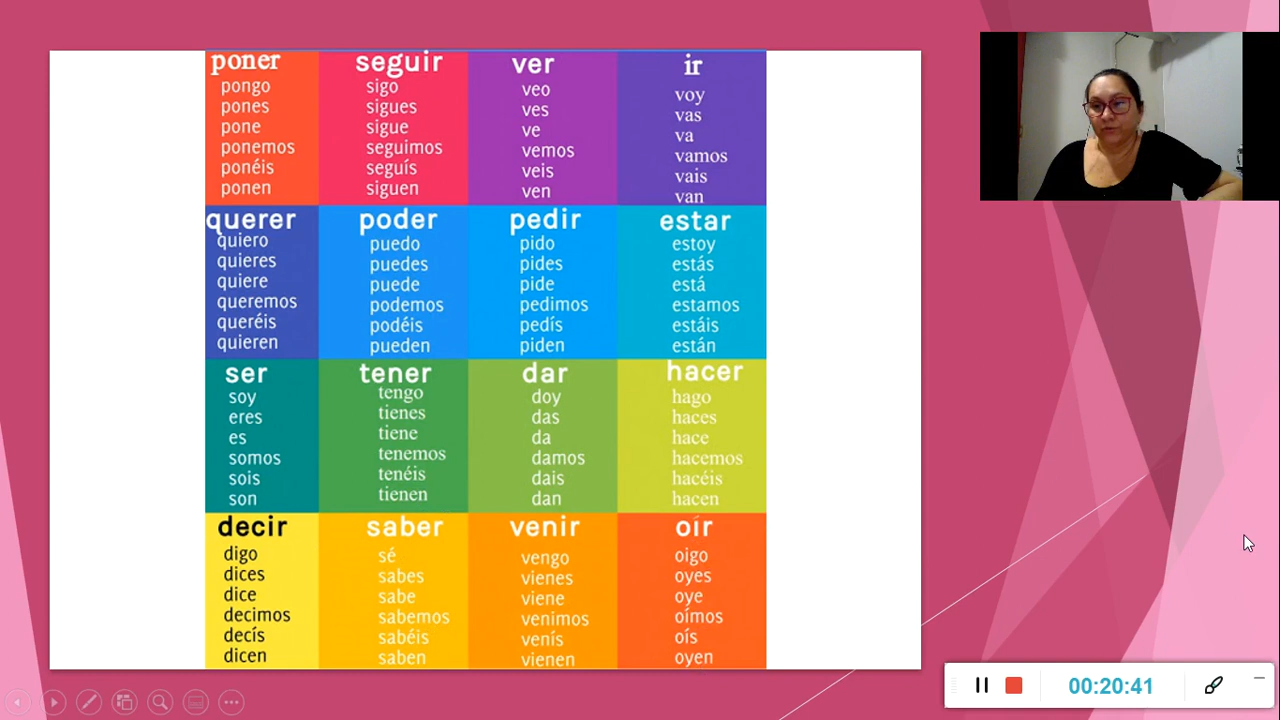 poner
pongo
pones
pone
ponemos
ponéis
ponen
seguir
sigo
sigues
sigue
seguimos
seguís
siguen
ver
veo
ves
ve
vemos
veis
ven
ir
voy
vas
va
vamos
vais
van
querer
quiero
quieres
quiere
queremos
queréis
quieren
poder
puedo
puedes
puede
podemos
podéis
pueden
pedir
pido
pides
pide
pedimos
pedís
piden
estar
estoy
estás
está
estamos
estáis
están
ser
soy
eres
es
somos
sois
son
tener
tengo
tienes
tiene
tenemos
tenéis
tienen
dar
doy
das
da
damos
dais
dan
hacer
hago
haces
hace
hacemos
hacéis
hacen
decir
digo
dices
dice
decimos
decís
dicen
saber
sé
sabes
sabe
sabemos
sabéis
saben
venir
vengo
vienes
viene
venimos
venís
vienen
oír
oigo
oyes
oye
oímos
oís
oyen
00:20:41